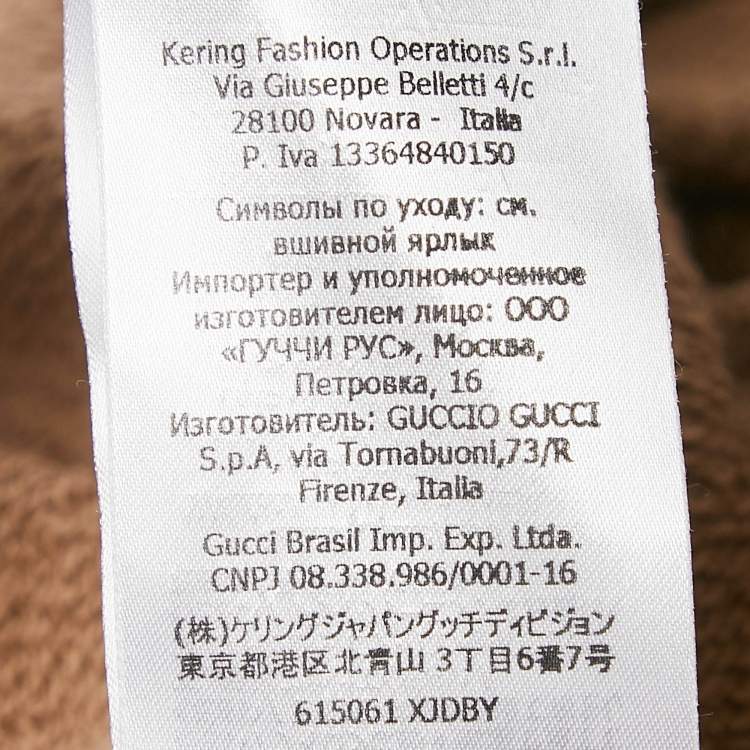 Kering Fashion Operations S.r.l.
Via Giuseppe Belletti 4/c
28100 Novara - Italia
P. Iva 13364840150
Символы по уходу: см.
вшивной ярлык
Импортер и уполномоченное
изготовителем лицо: ООО
«ГУЧЧИ РУС», Москва,
Петровка, 16
Изготовитель: GUCCIO GUCCI
S.p.A, via Tornabuoni,73/R
Firenze, Italia
Gucci Brasil Imp. Exp. Ltda.
CNPJ 08.338.986/0001-16
(株)ケリングジャパングッチディビジョン
東京都港区北青山 3丁目6番7号
615061 XJDBY